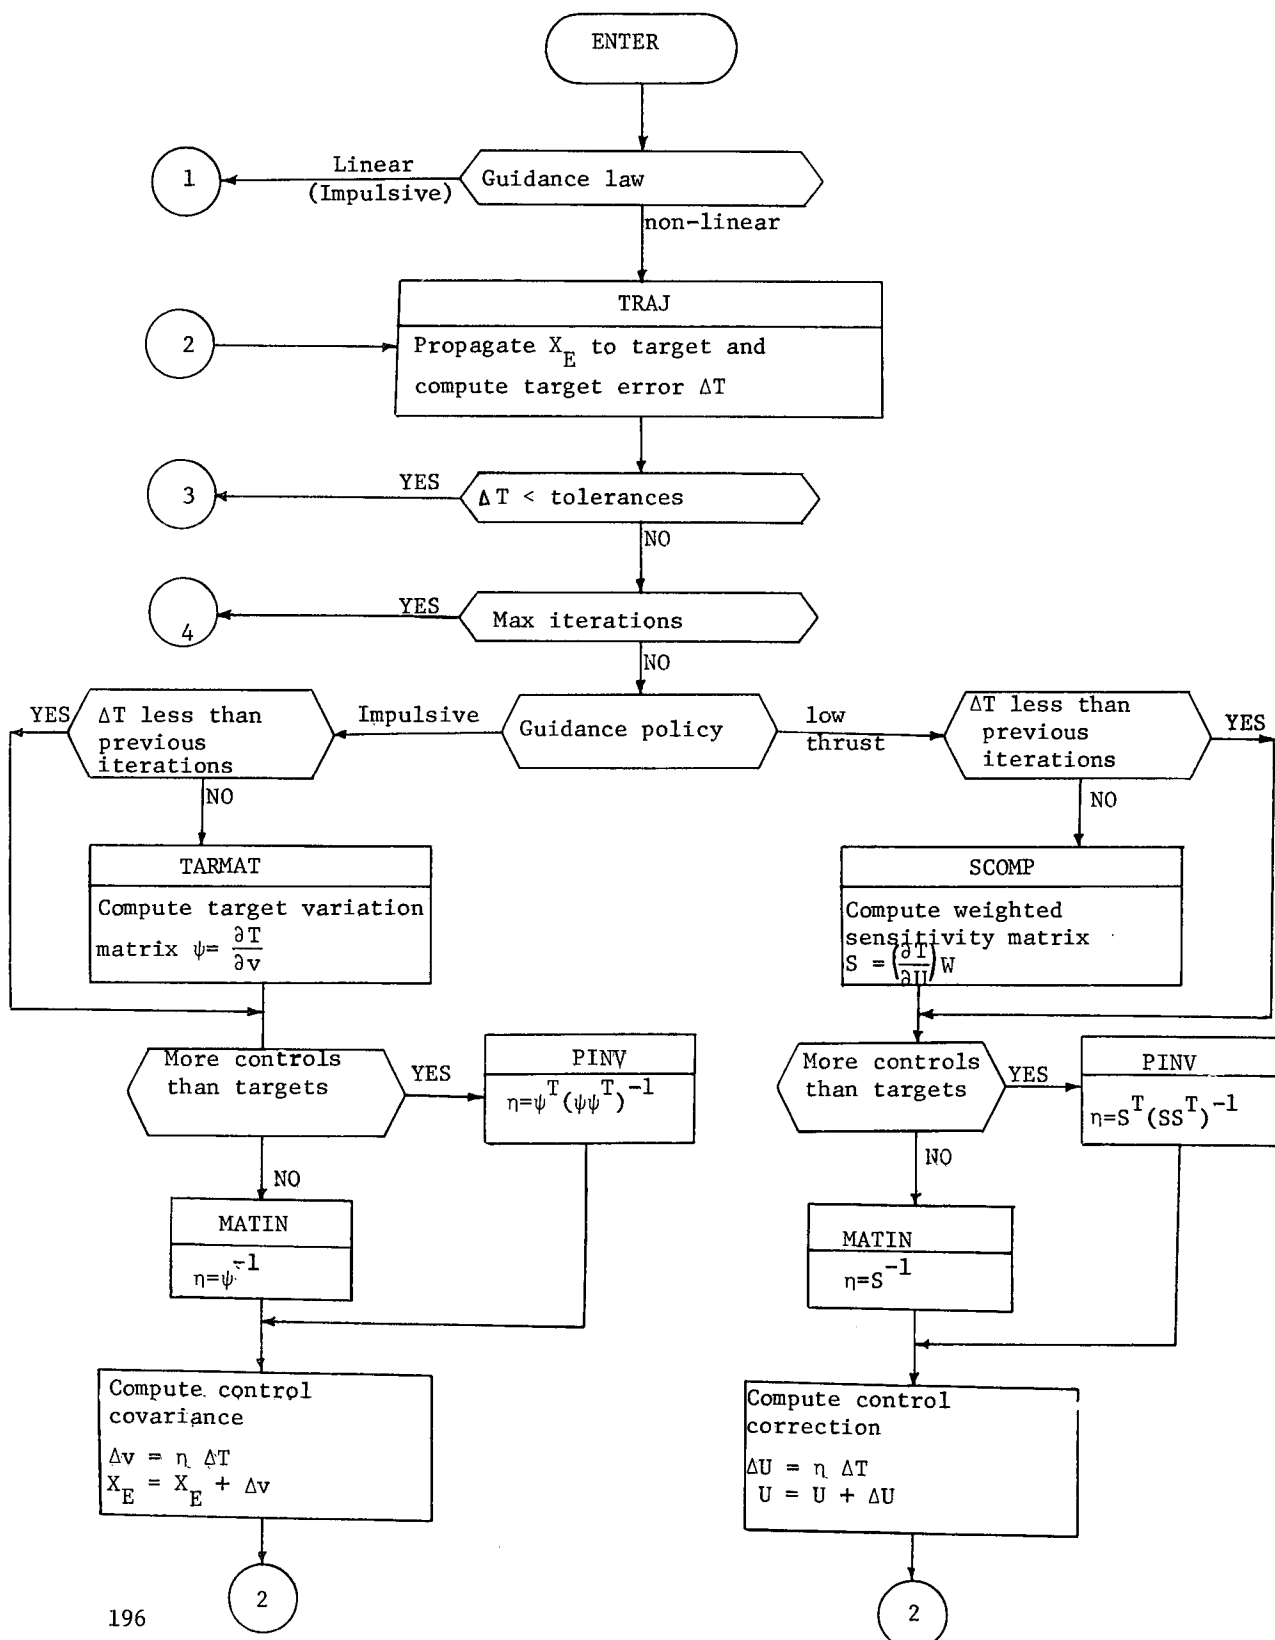 ENTER
Linear
(Impulsive)
1
Guidance law
non-linear
TRAJ
2
Propagate X_E to target and
compute target error ΔT
YES
3
ΔT < tolerances
NO
YES
4
Max iterations
NO
YES
ΔT less than
previous
iterations
Impulsive
Guidance policy
low
thrust
ΔT less than
previous
iterations
YES
NO
NO
TARMAT
Compute target variation
matrix ψ= ∂T/∂v
SCOMP
Compute weighted
sensitivity matrix
S = (∂T/∂U)W
More controls
than targets
YES
PINV
η=ψ^T(ψψ^T)^-1
More controls
than targets
YES
PINV
η=S^T(SS^T)^-1
NO
NO
MATIN
η=ψ^-1
MATIN
η=S^-1
Compute control
covariance
Δv = η ΔT
X_E = X_E + Δv
Compute control
correction
ΔU = η ΔT
U = U + ΔU
2
2
196